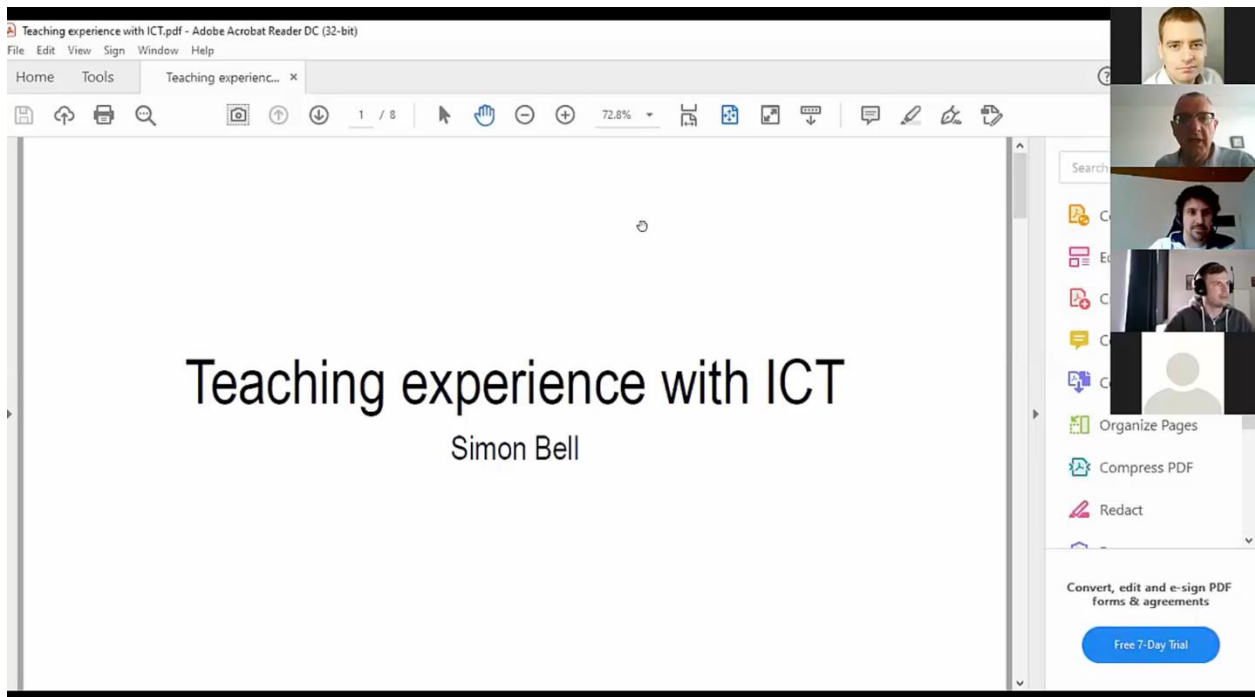 Teaching experience with ICT.pdf - Adobe Acrobat Reader DC (32-bit)
File Edit View Sign Window Help
Home Tools Teaching experienc... ×
1 / 8 72.8%
Search
Teaching experience with ICT
Simon Bell
Organize Pages
Compress PDF
Redact
Convert, edit and e-sign PDF
forms & agreements
Free 7-Day Trial